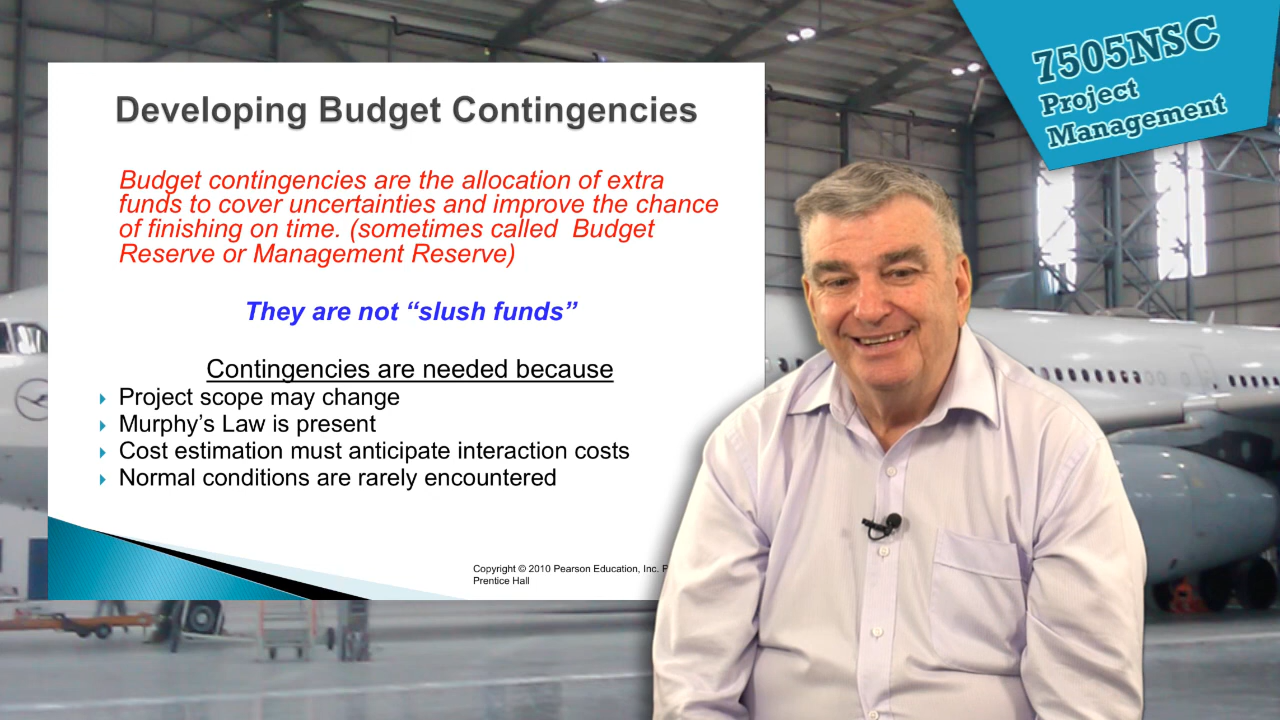 7505NSC
Project
Management
Developing Budget Contingencies
Budget contingencies are the allocation of extra
funds to cover uncertainties and improve the chance
of finishing on time. (sometimes called  Budget
Reserve or Management Reserve)
They are not “slush funds”
Contingencies are needed because
Project scope may change
Murphy’s Law is present
Cost estimation must anticipate interaction costs
Normal conditions are rarely encountered
Copyright © 2010 Pearson Education, Inc.
Prentice Hall